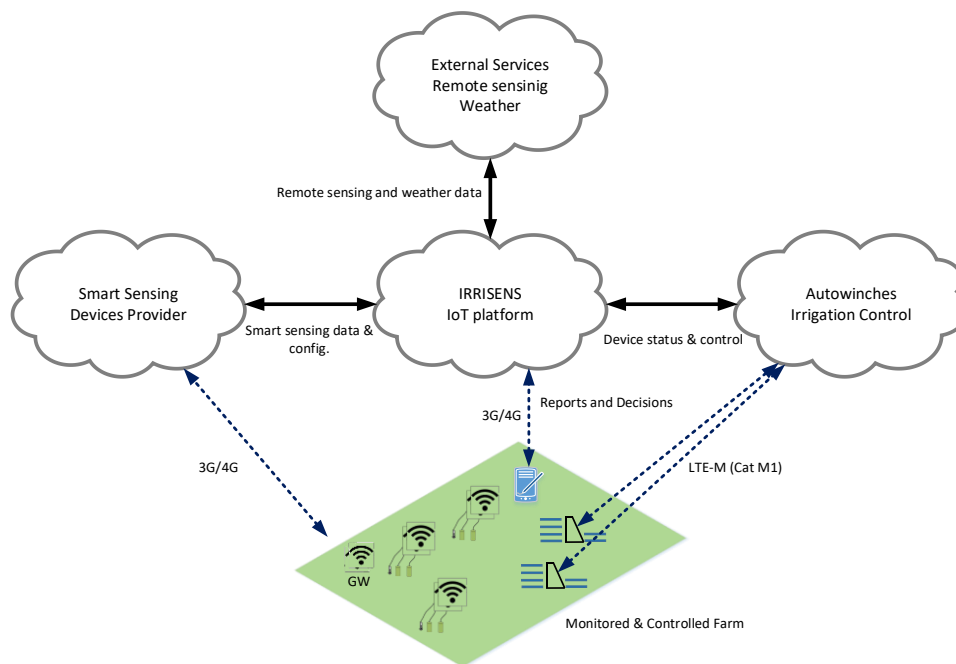 External Services
Remote sensinig
Weather
Remote sensing and weather data
Smart Sensing
Devices Provider
IRRISENS
IoT platform
Autowinches
Irrigation Control
Smart sensing data &
config.
Device status & control
Reports and Decisions
3G/4G
3G/4G
LTE-M (Cat M1)
GW
Monitored & Controlled Farm